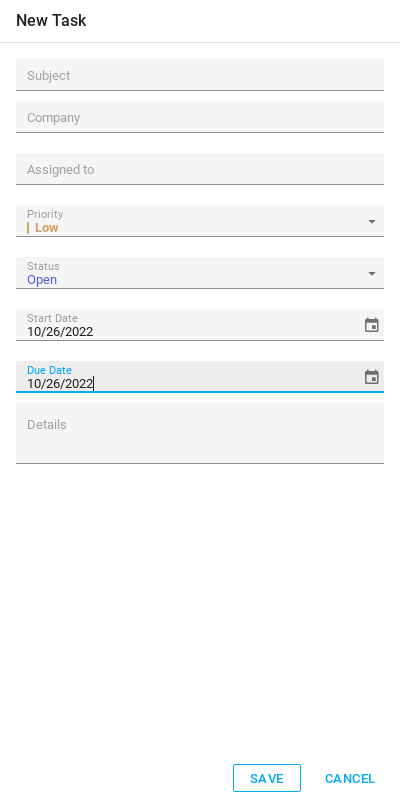 New Task
Subject
Company
Assigned to
Priority
Low
Status
Open
Start Date
10/26/2022
Due Date
10/26/2022
Details
SAVE CANCEL